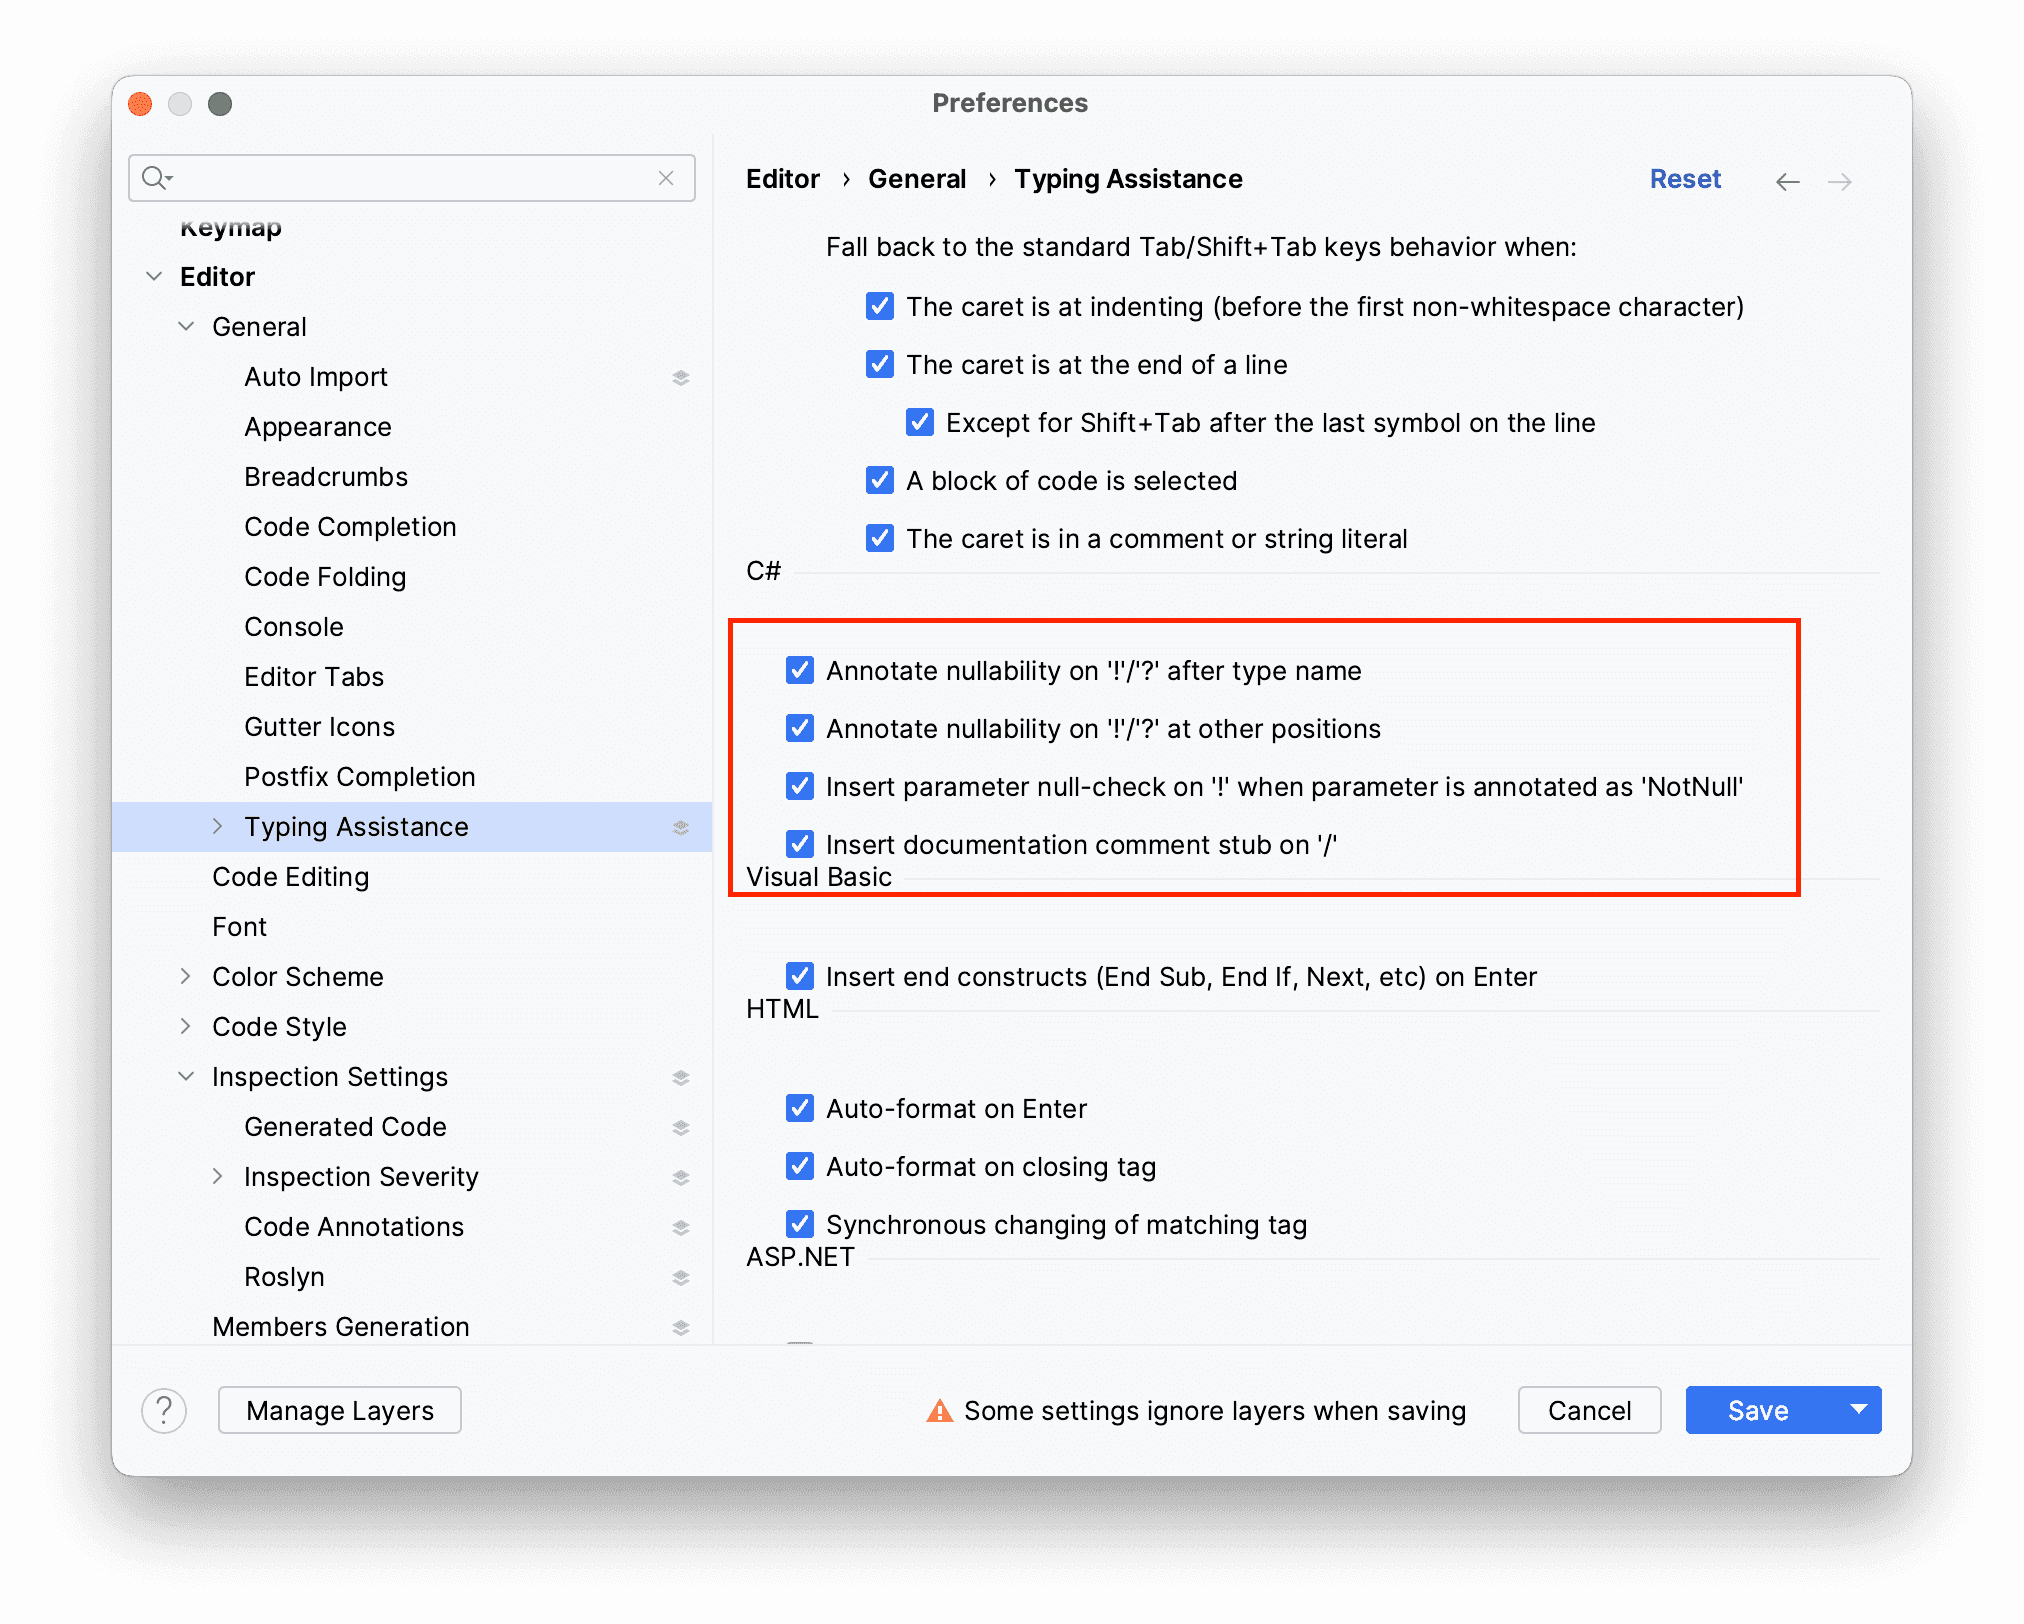 Preferences
Keymap
Editor
General
Auto Import
Appearance
Breadcrumbs
Code Completion
Code Folding
Console
Editor Tabs
Gutter Icons
Postfix Completion
Typing Assistance
Code Editing
Font
Color Scheme
Code Style
Inspection Settings
Generated Code
Inspection Severity
Code Annotations
Roslyn
Members Generation
Editor › General › Typing Assistance
Reset
Fall back to the standard Tab/Shift+Tab keys behavior when:
The caret is at indenting (before the first non-whitespace character)
The caret is at the end of a line
Except for Shift+Tab after the last symbol on the line
A block of code is selected
The caret is in a comment or string literal
C#
Annotate nullability on '!'/'?' after type name
Annotate nullability on '!'/'?' at other positions
Insert parameter null-check on '!' when parameter is annotated as 'NotNull'
Insert documentation comment stub on '/'
Visual Basic
Insert end constructs (End Sub, End If, Next, etc) on Enter
HTML
Auto-format on Enter
Auto-format on closing tag
Synchronous changing of matching tag
ASP.NET
?
Manage Layers
Some settings ignore layers when saving
Cancel
Save